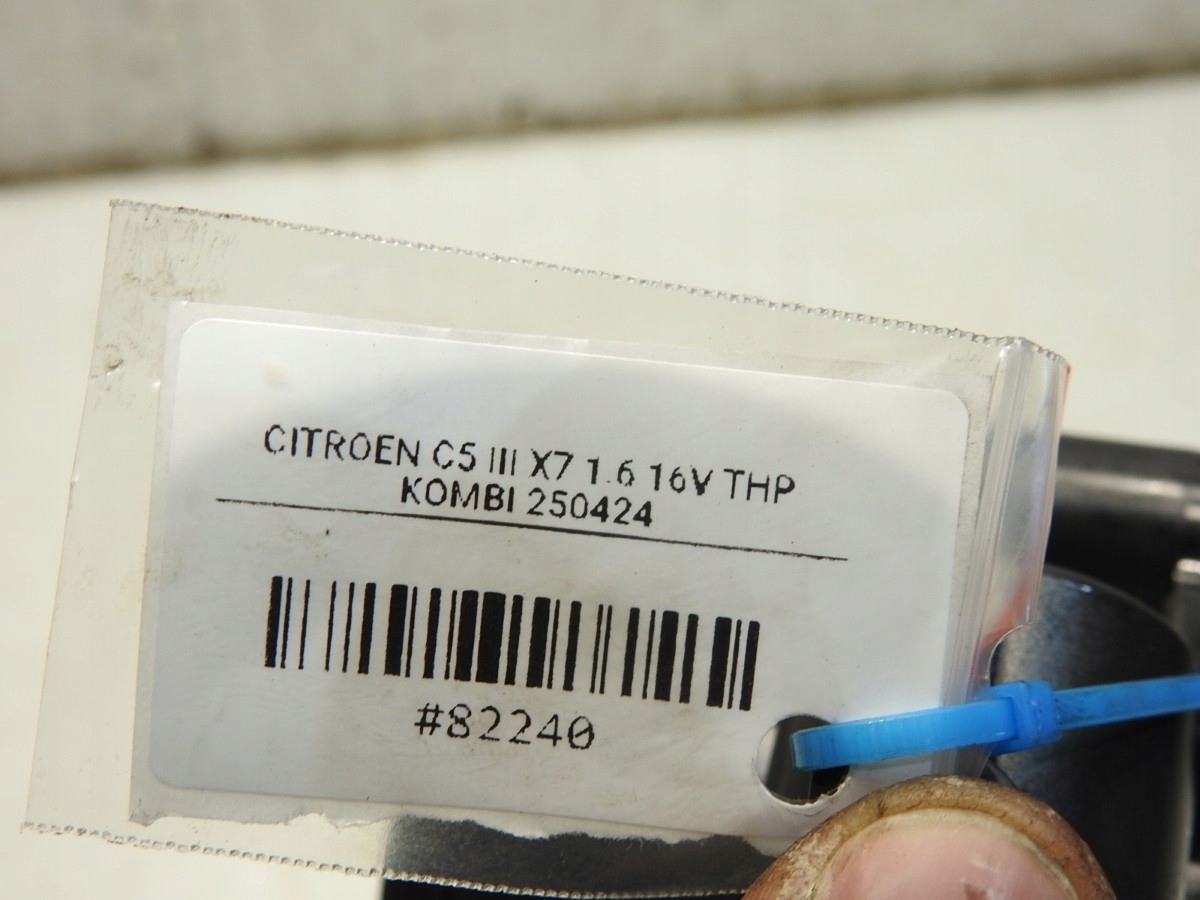 CITROEN C5 III X7 1.6 16V THP
KOMBI 250424
#82240